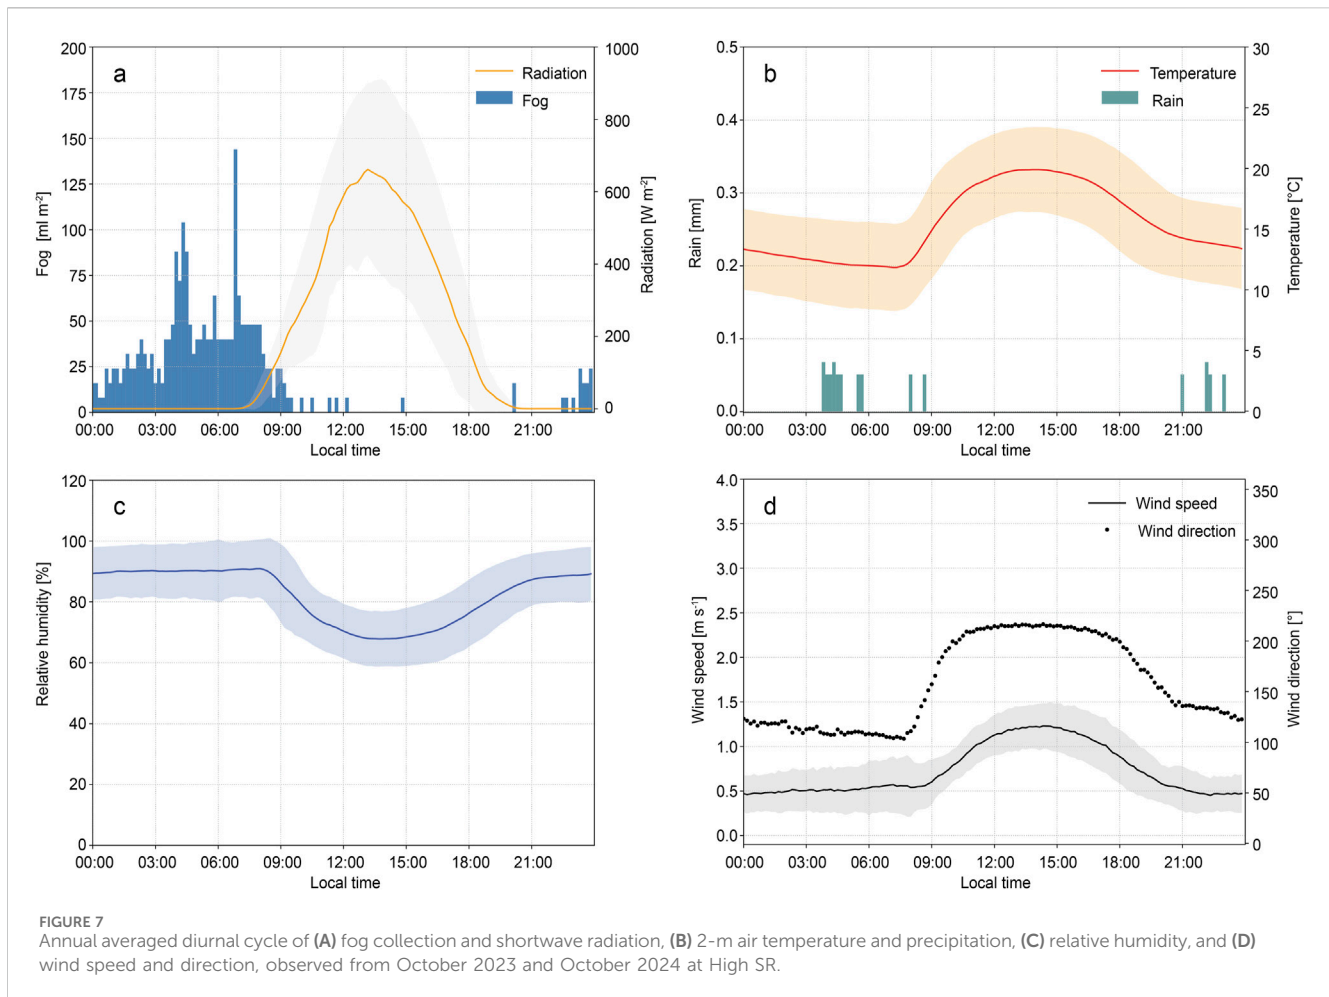 a
Radiation
Fog
200
175
150
125
100
75
50
25
0
Fog [ml m-2]
1000
800
600
400
200
0
Radiation [W m-2]
00:00 03:00 06:00 09:00 12:00 15:00 18:00 21:00
Local time
b
Temperature
Rain
0.5
0.4
0.3
0.2
0.1
0.0
Rain [mm]
30
25
20
15
10
5
0
Temperature [°C]
00:00 03:00 06:00 09:00 12:00 15:00 18:00 21:00
Local time
c
120
100
80
60
40
20
0
Relative humidity [%]
00:00 03:00 06:00 09:00 12:00 15:00 18:00 21:00
Local time
d
Wind speed
Wind direction
4.0
3.5
3.0
2.5
2.0
1.5
1.0
0.5
0.0
Wind speed [m s-1]
350
300
250
200
150
100
50
0
Wind direction [°]
00:00 03:00 06:00 09:00 12:00 15:00 18:00 21:00
Local time
FIGURE 7
Annual averaged diurnal cycle of (A) fog collection and shortwave radiation, (B) 2-m air temperature and precipitation, (C) relative humidity, and (D)
wind speed and direction, observed from October 2023 and October 2024 at High SR.